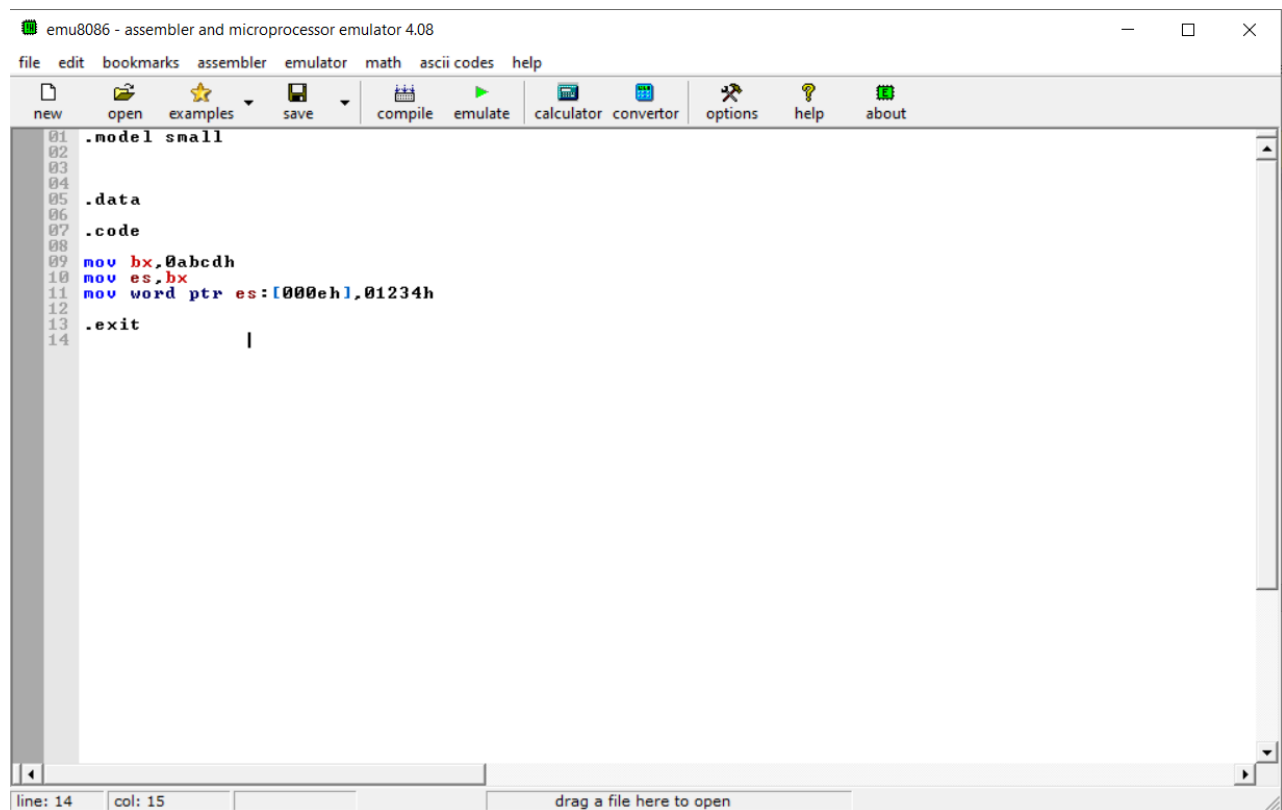 emu8086 - assembler and microprocessor emulator 4.08
file edit bookmarks assembler emulator math ascii codes help
new open examples save compile emulate calculator convertor options help about
01 .model small
02
03
04
05 .data
06
07 .code
08
09 mov bx,0abcdh
10 mov es,bx
11 mov word ptr es:[000eh],01234h
12
13 .exit
14
line: 14 col: 15 drag a file here to open